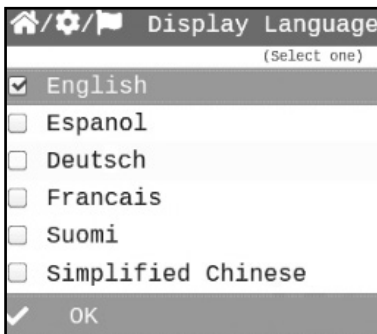 / / Display Language
(Select one)
English
Espanol
Deutsch
Francais
Suomi
Simplified Chinese
OK